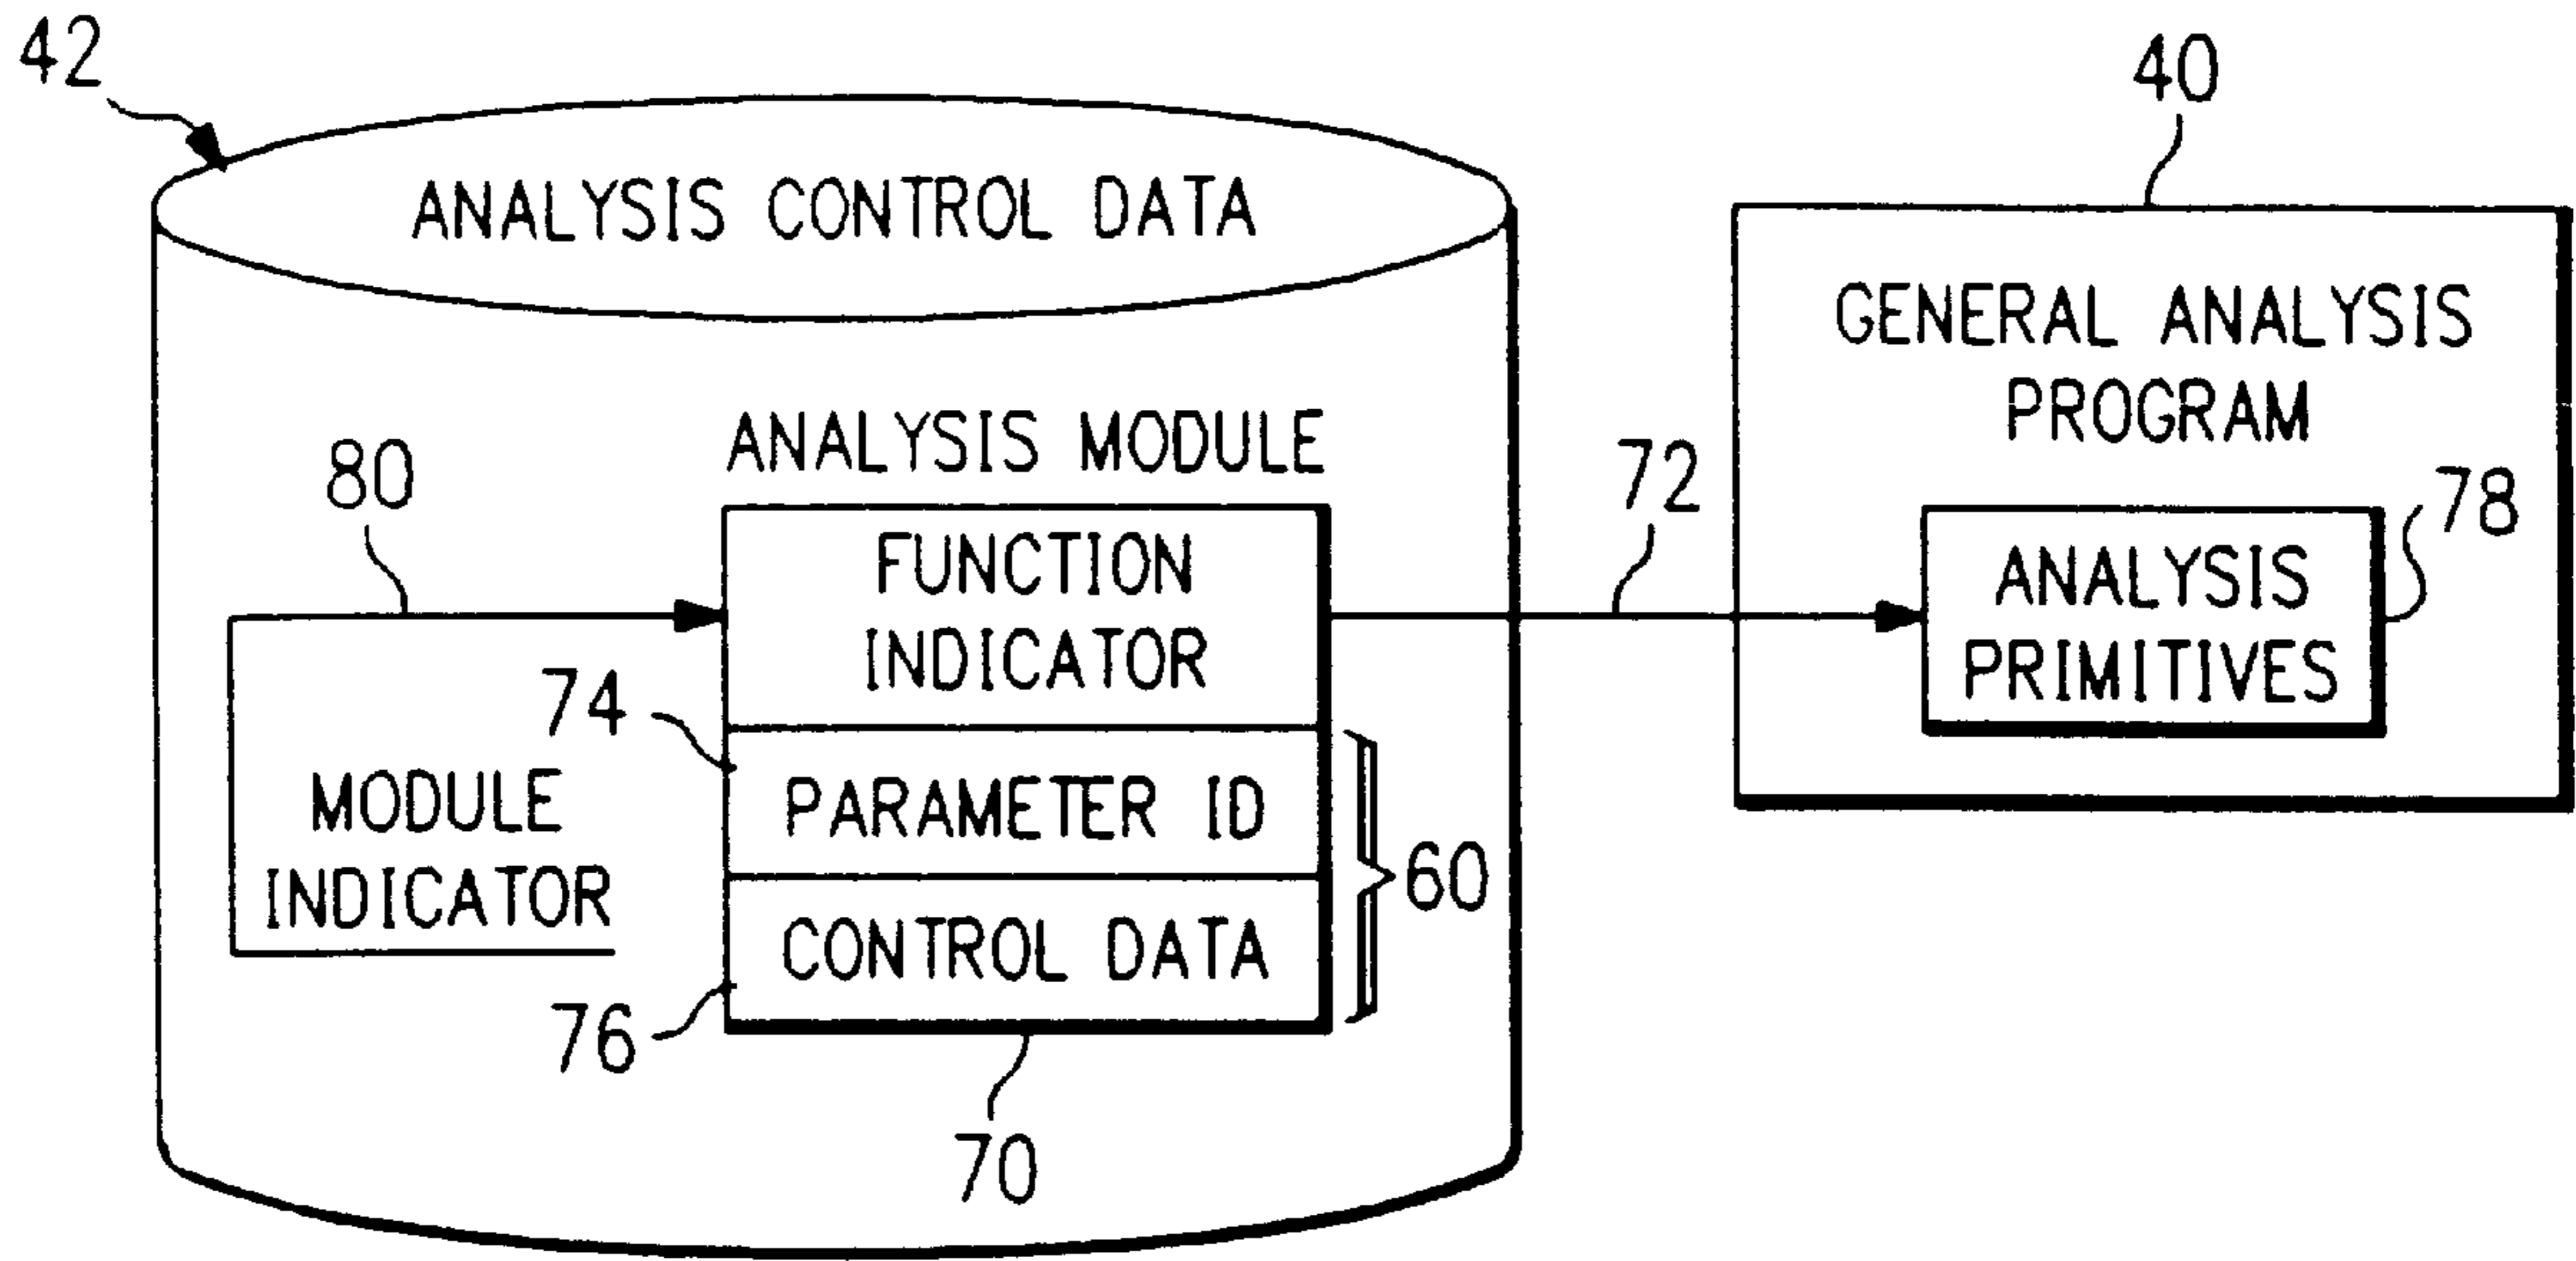 42
ANALYSIS CONTROL DATA
40
GENERAL ANALYSIS
PROGRAM
ANALYSIS MODULE
80
72
78
FUNCTION
INDICATOR
ANALYSIS
PRIMITIVES
74
MODULE
INDICATOR
PARAMETER ID
60
CONTROL DATA
76
70